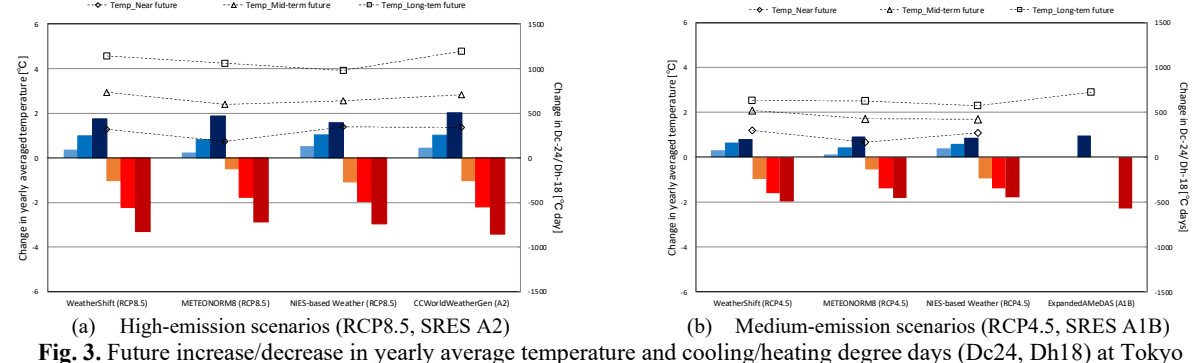 Temp_Near future Temp_Mid-term future Temp_Long-tem future
6
4
2
0
-2
-4
-6
Change in yearly averaged temperature [°C]
1500
1000
500
0
-500
-1000
-1500
Change in Dc-24/ Dh-18 [°C day]
WeatherShift (RCP8.5) METEONORM8 (RCP8.5) NIES-based Weather (RCP8.5) CCWorldWeatherGen (A2)
(a) High-emission scenarios (RCP8.5, SRES A2)
Temp_Near future Temp_Mid-term future Temp_Long-tem future
6
4
2
0
-2
-4
-6
Change in yearly averaged temperature [°C]
1500
1000
500
0
-500
-1000
-1500
Change in Dc-24/ Dh-18 [°C days]
WeatherShift (RCP4.5) METEONORM8 (RCP4.5) NIES-based Weather (RCP4.5) ExpandedAMeDAS (A1B)
(b) Medium-emission scenarios (RCP4.5, SRES A1B)
Fig. 3. Future increase/decrease in yearly average temperature and cooling/heating degree days (Dc24, Dh18) at Tokyo